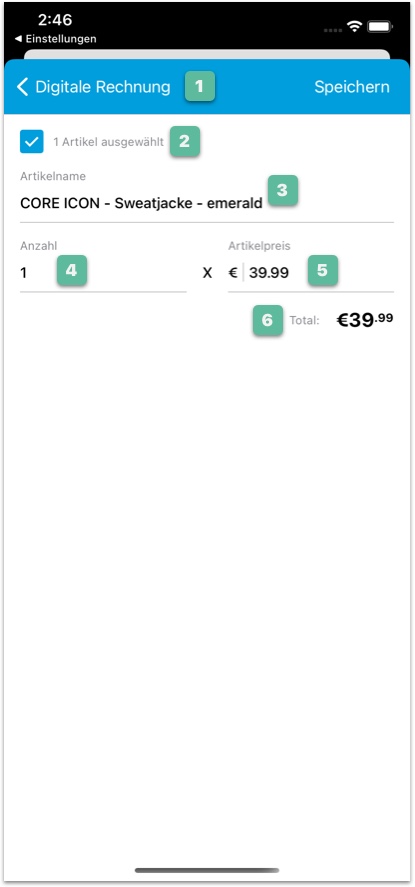 2:46
◀ Einstellungen
Digitale Rechnung 1 Speichern
1 Artikel ausgewählt 2
Artikelname
CORE ICON - Sweatjacke - emerald 3
Anzahl Artikelpreis
1 4 X € 39.99 5
6 Total: €39.99